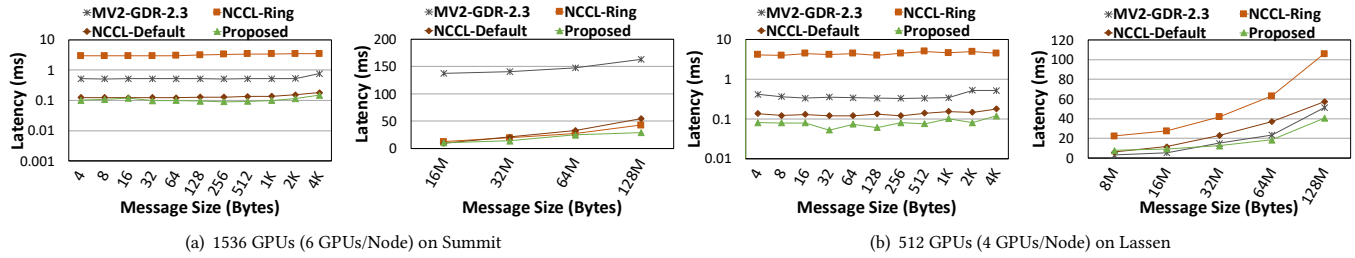 MV2-GDR-2.3 NCCL-Ring
NCCL-Default Proposed
Latency (ms)
10
1
0.1
0.01
0.001
4 8 16 32 64 128 256 512 1K 2K 4K
Message Size (Bytes)
MV2-GDR-2.3 NCCL-Ring
NCCL-Default Proposed
Latency (ms)
200
150
100
50
0
16M 32M 64M 128M
Message Size (Bytes)
(a) 1536 GPUs (6 GPUs/Node) on Summit
MV2-GDR-2.3 NCCL-Ring
NCCL-Default Proposed
Latency (ms)
10
1
0.1
0.01
4 8 16 32 64 128 256 512 1K 2K 4K
Message Size (Bytes)
MV2-GDR-2.3 NCCL-Ring
NCCL-Default Proposed
Latency (ms)
120
100
80
60
40
20
0
8M 16M 32M 64M 128M
Message Size (Bytes)
(b) 512 GPUs (4 GPUs/Node) on Lassen